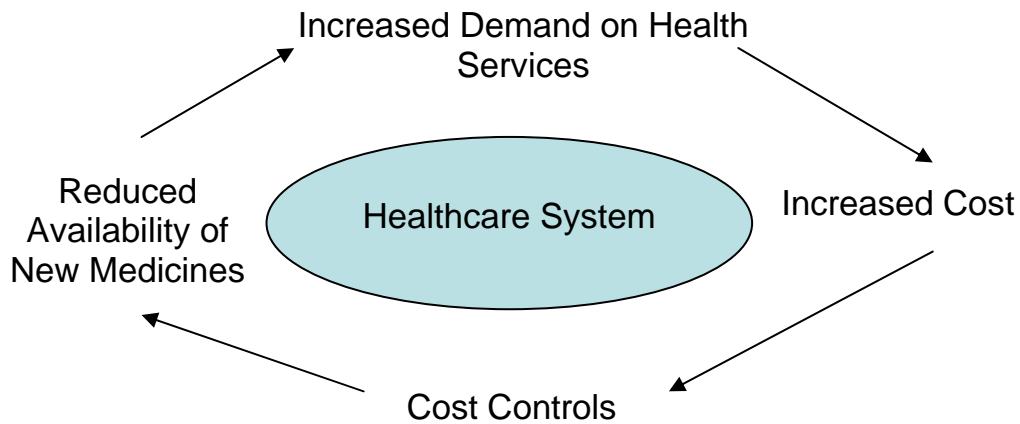 Increased Demand on Health
Services
Reduced
Availability of
New Medicines
Healthcare System
Increased Cost
Cost Controls